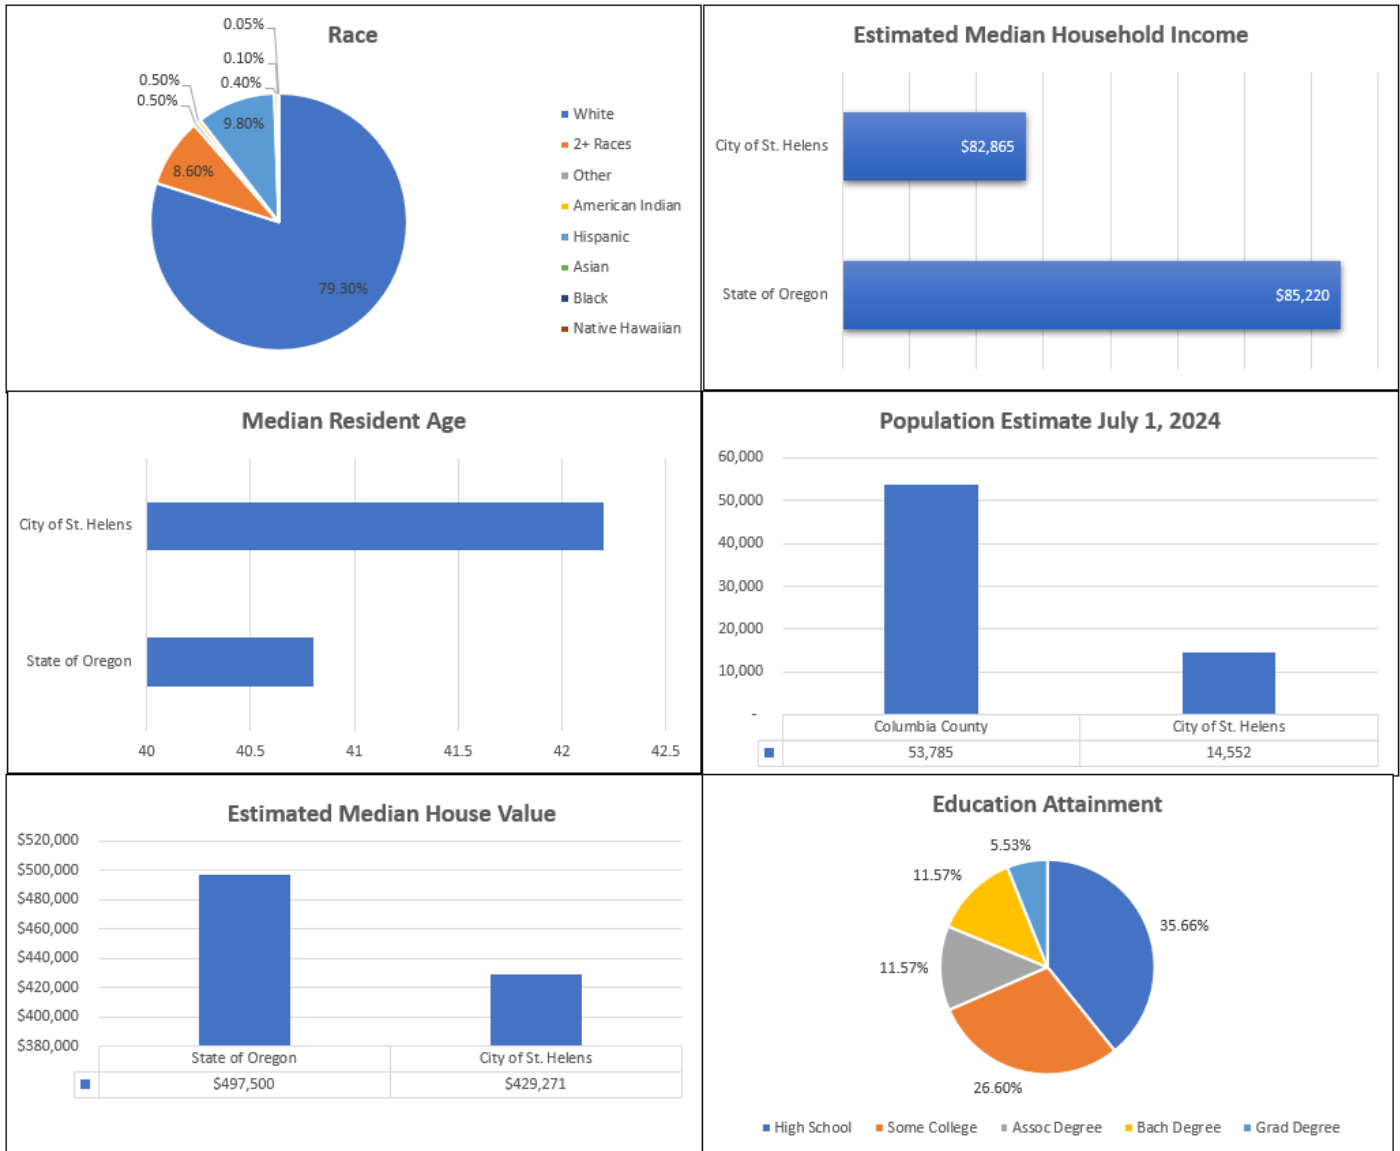 Race
0.05%
0.10%
0.40%
0.50%
0.50%
9.80%
8.60%
79.30%
White
2+ Races
Other
American Indian
Hispanic
Asian
Black
Native Hawaiian
Estimated Median Household Income
City of St. Helens
$82,865
State of Oregon
$85,220
Median Resident Age
City of St. Helens
State of Oregon
40 40.5 41 41.5 42 42.5
Population Estimate July 1, 2024
60,000
50,000
40,000
30,000
20,000
10,000
-
Columbia County City of St. Helens
53,785 14,552
Estimated Median House Value
$520,000
$500,000
$480,000
$460,000
$440,000
$420,000
$400,000
$380,000
State of Oregon City of St. Helens
$497,500 $429,271
Education Attainment
5.53%
11.57%
35.66%
11.57%
26.60%
High School Some College Assoc Degree Bach Degree Grad Degree